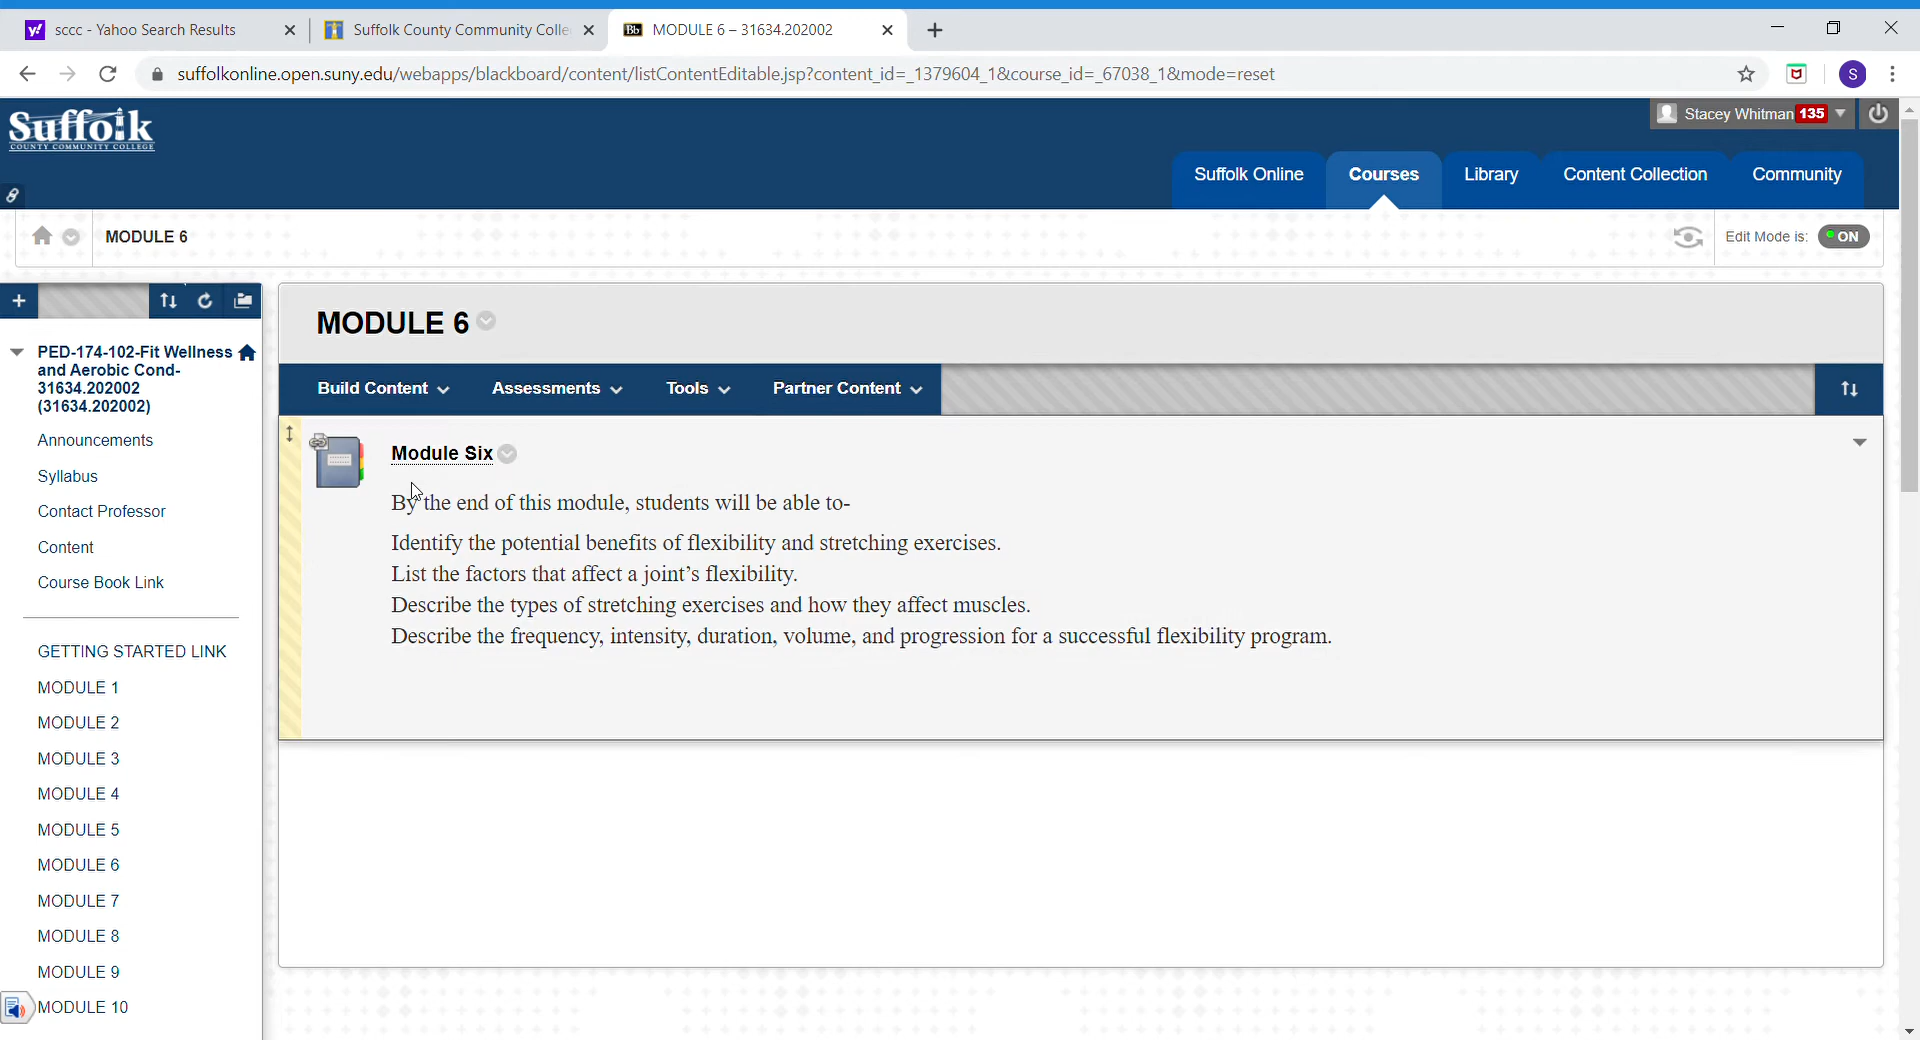 sccc - Yahoo Search Results
Suffolk County Community Colle
Bb MODULE 6 – 31634.202002
suffolkonline.open.suny.edu/webapps/blackboard/content/listContentEditable.jsp?content_id=_1379604_1&course_id=_67038_1&mode=reset
S
Suffolk
COUNTY COMMUNITY COLLEGE
Stacey Whitman 135
Suffolk Online Courses Library Content Collection Community
MODULE 6
Edit Mode is: ON
PED-174-102-Fit Wellness
and Aerobic Cond-
31634.202002
(31634.202002)
Announcements
Syllabus
Contact Professor
Content
Course Book Link
GETTING STARTED LINK
MODULE 1
MODULE 2
MODULE 3
MODULE 4
MODULE 5
MODULE 6
MODULE 7
MODULE 8
MODULE 9
MODULE 10
MODULE 6
Build Content Assessments Tools Partner Content
Module Six
By the end of this module, students will be able to-
Identify the potential benefits of flexibility and stretching exercises.
List the factors that affect a joint’s flexibility.
Describe the types of stretching exercises and how they affect muscles.
Describe the frequency, intensity, duration, volume, and progression for a successful flexibility program.